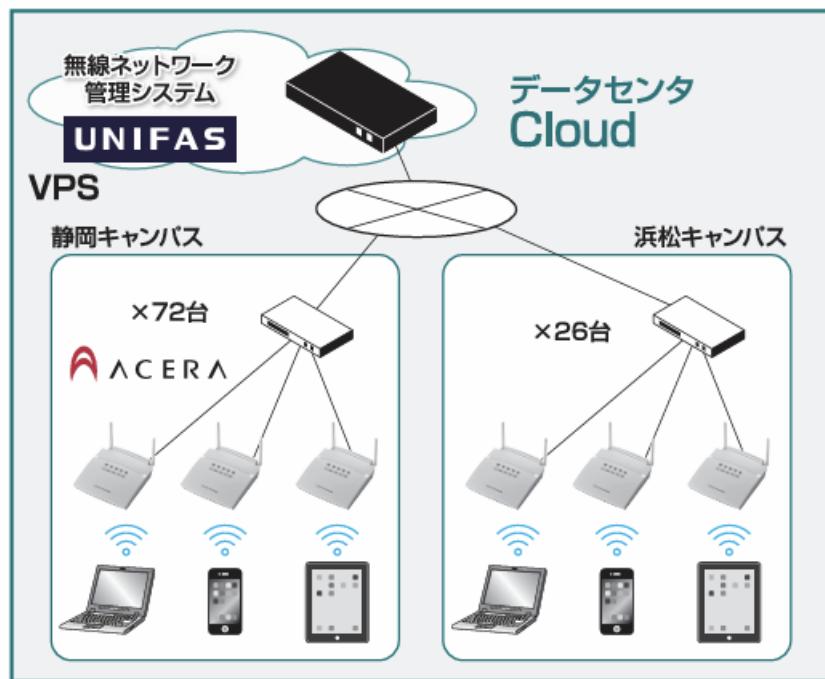 無線ネットワーク
管理システム
UNIFAS
データセンタ
Cloud
VPS
静岡キャンパス
浜松キャンパス
×72台
ACERA
×26台